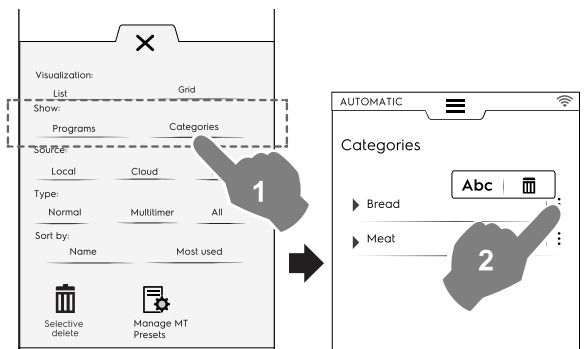 Visualization:
List Grid
Show:
Programs Categories
Source:
Local Cloud
Type:
Normal Multitimer All
Sort by:
Name Most used
Selective
delete
Manage MT
Presets
1
AUTOMATIC
Categories
Abc
Bread
Meat
2